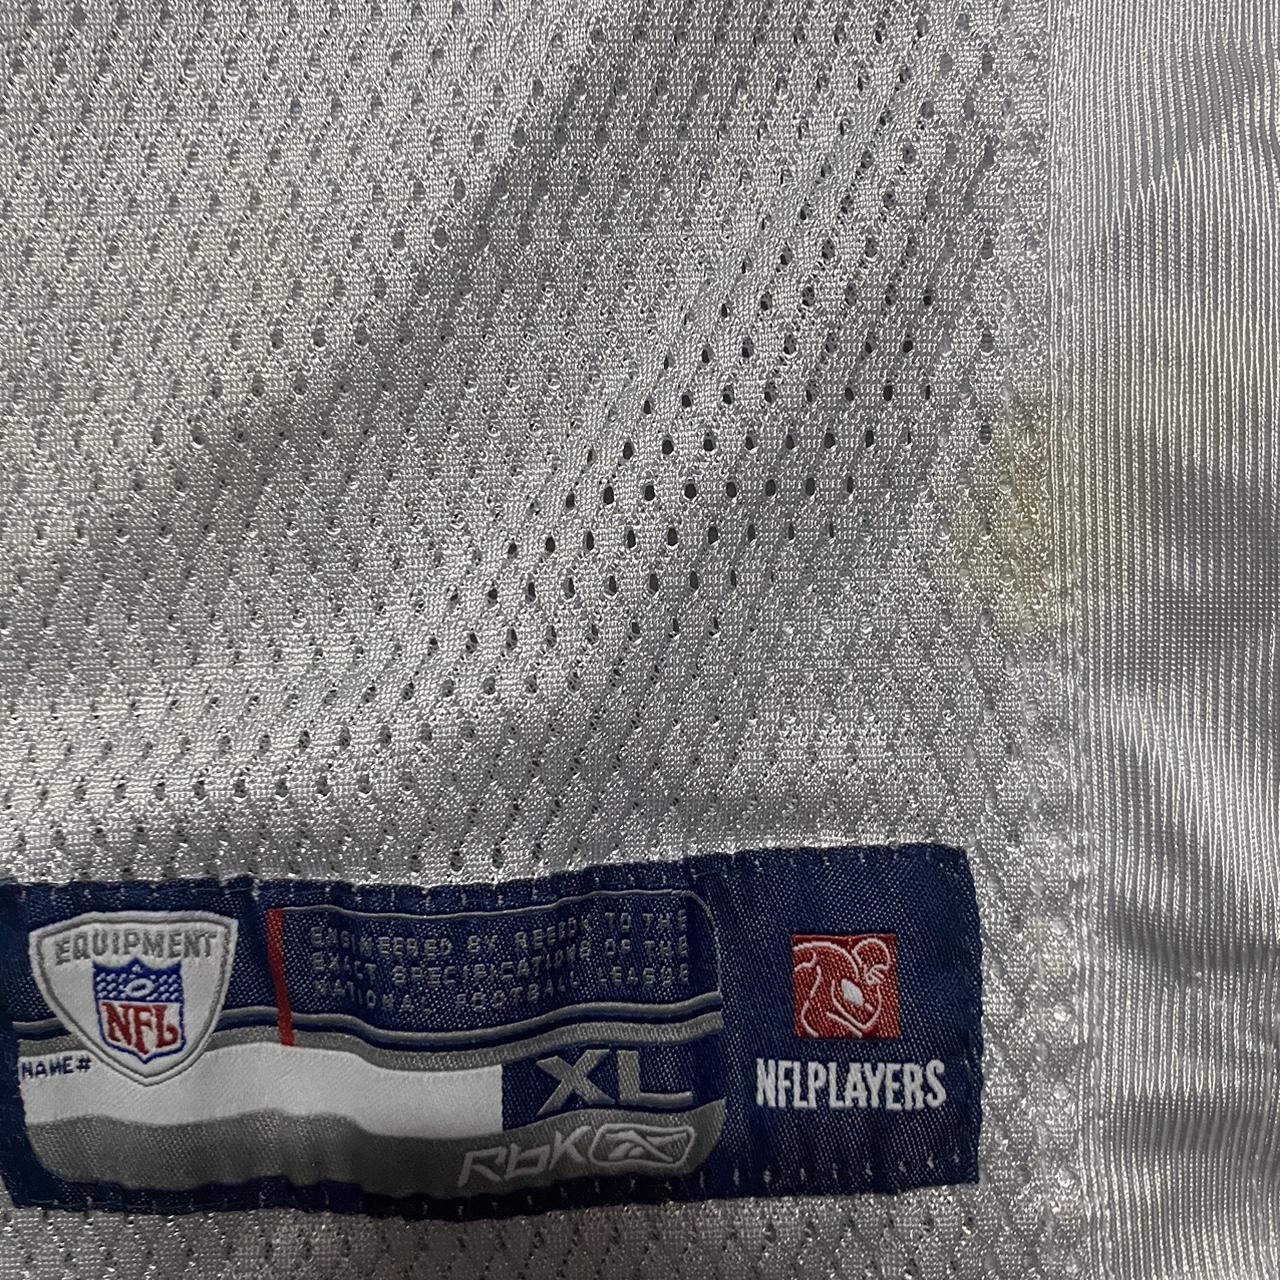 EQUIPMENT
NFL
ENGINEERED BY REEBOK TO THE
EXACT SPECIFICATIONS OF THE
NATIONAL FOOTBALL LEAGUE
NAME#
XL
RbK
NFLPLAYERS